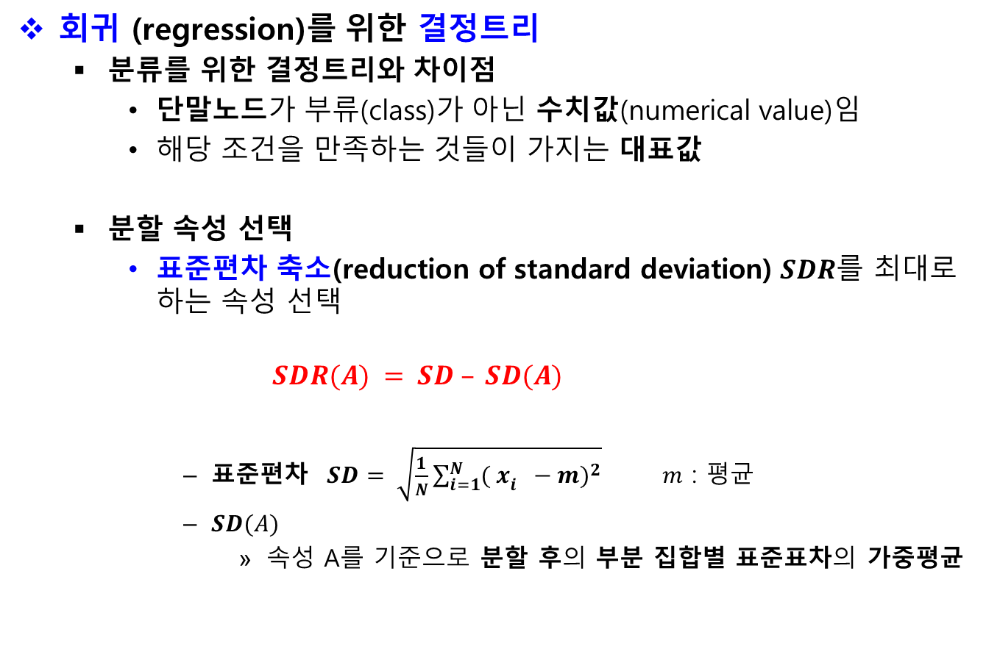 ❖ 회귀 (regression)를 위한 결정트리
▪ 분류를 위한 결정트리와 차이점
• 단말노드가 부류(class)가 아닌 수치값(numerical value)임
• 해당 조건을 만족하는 것들이 가지는 대표값
▪ 분할 속성 선택
• 표준편차 축소(reduction of standard deviation) SDR를 최대로
하는 속성 선택
SDR(A) = SD – SD(A)
– 표준편차 SD = √(1/N ∑ᵢ₌₁ᴺ ( xᵢ − m)²) m : 평균
– SD(A)
» 속성 A를 기준으로 분할 후의 부분 집합별 표준표차의 가중평균